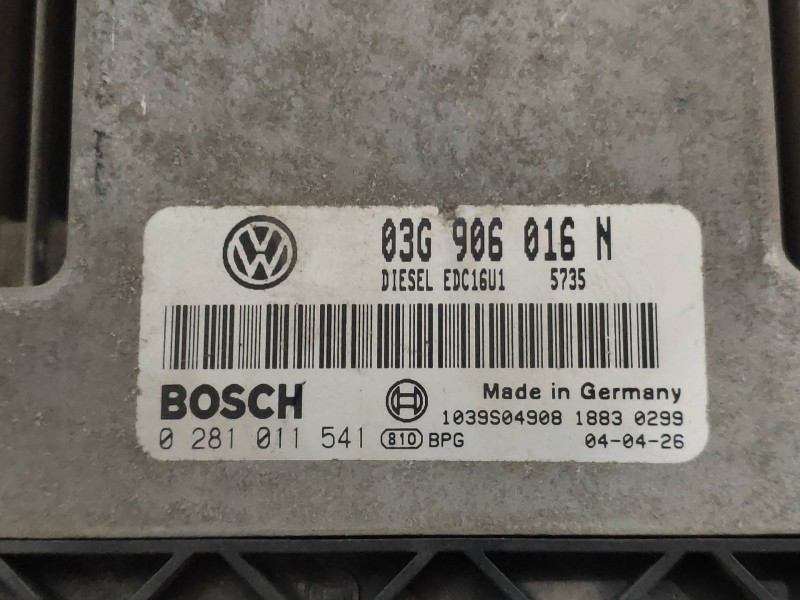 03G 906 016 N
DIESEL EDC16U1 5735
BOSCH
Made in Germany
1039S04908 1883 0299
0 281 011 541 810 BPG 04-04-26